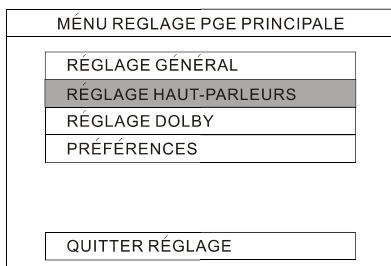 MÉNU REGLAGE PGE PRINCIPALE
RÉGLAGE GÉNÉRAL
RÉGLAGE HAUT-PARLEURS
RÉGLAGE DOLBY
PRÉFÉRENCES
QUITTER RÉGLAGE